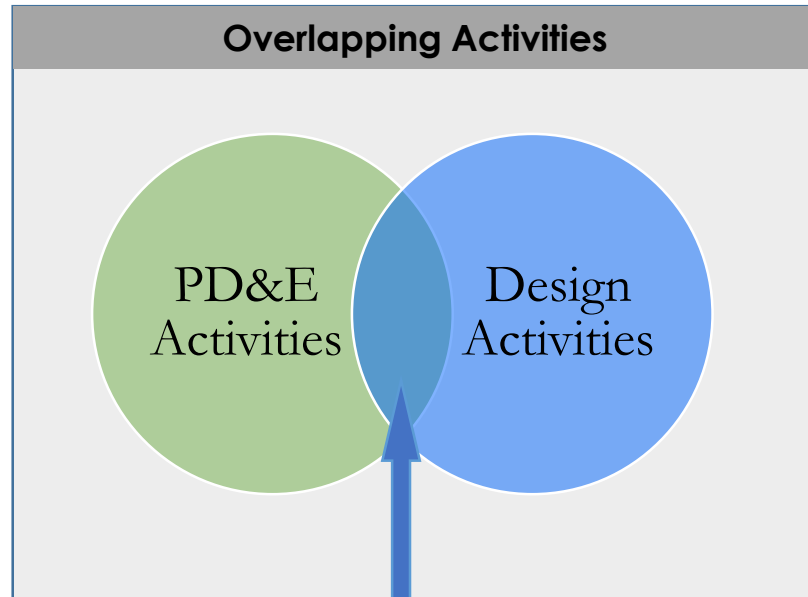 Overlapping Activities
PD&E
Activities
Design
Activities